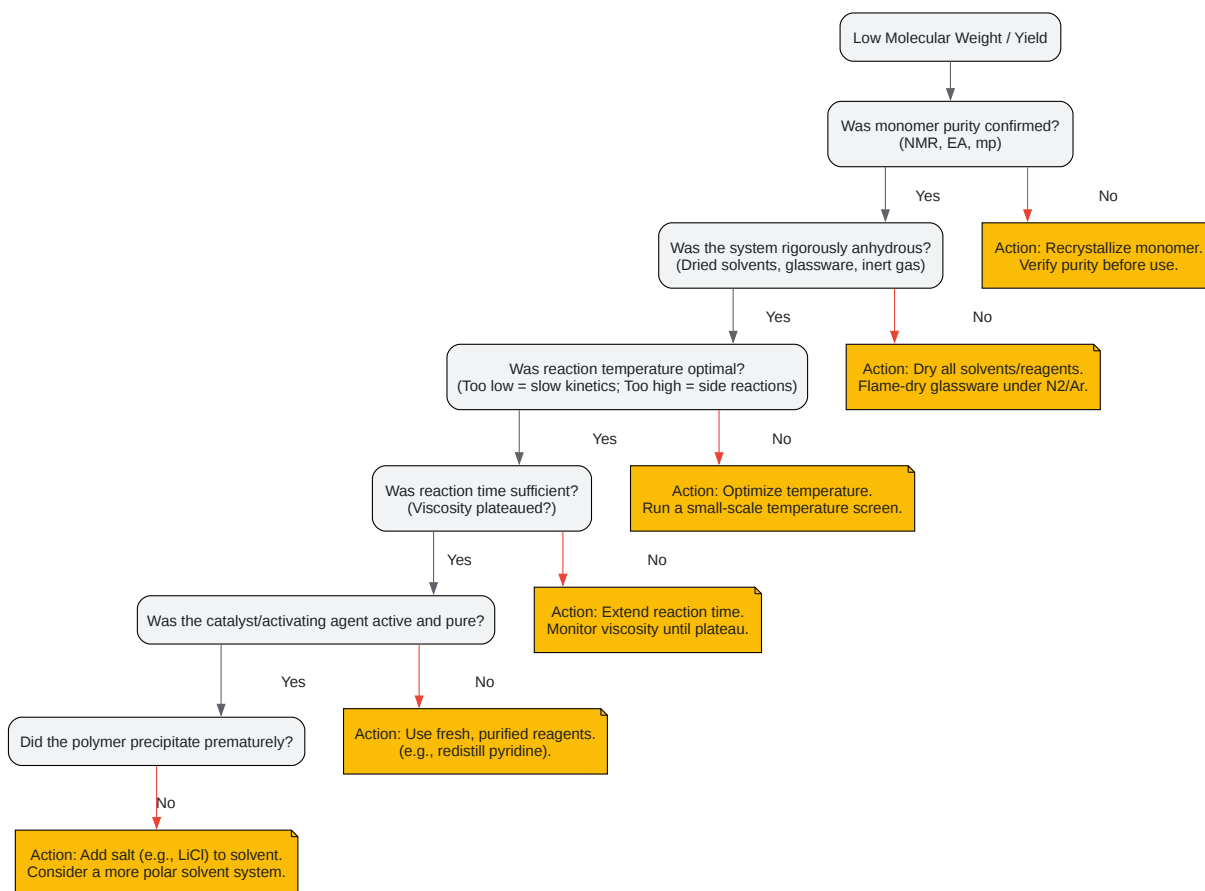 Low Molecular Weight / Yield
Was monomer purity confirmed?
(NMR, EA, mp)
Yes
No
Was the system rigorously anhydrous?
(Dried solvents, glassware, inert gas)
Action: Recrystallize monomer.
Verify purity before use.
Yes
No
Was reaction temperature optimal?
(Too low = slow kinetics; Too high = side reactions)
Action: Dry all solvents/reagents.
Flame-dry glassware under N2/Ar.
Yes
No
Was reaction time sufficient?
(Viscosity plateaued?)
Action: Optimize temperature.
Run a small-scale temperature screen.
Yes
No
Was the catalyst/activating agent active and pure?
Action: Extend reaction time.
Monitor viscosity until plateau.
Yes
No
Did the polymer precipitate prematurely?
Action: Use fresh, purified reagents.
(e.g., redistill pyridine).
No
Action: Add salt (e.g., LiCl) to solvent.
Consider a more polar solvent system.